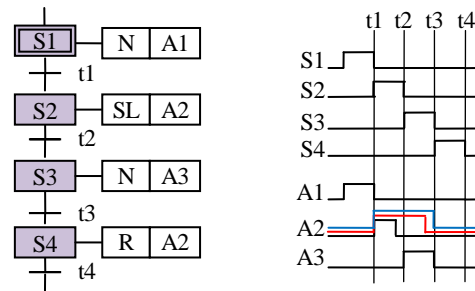 S1 N A1
t1
S2 SL A2
t2
S3 N A3
t3
S4 R A2
t4
t1 t2 t3 t4
S1
S2
S3
S4
A1
A2
A3